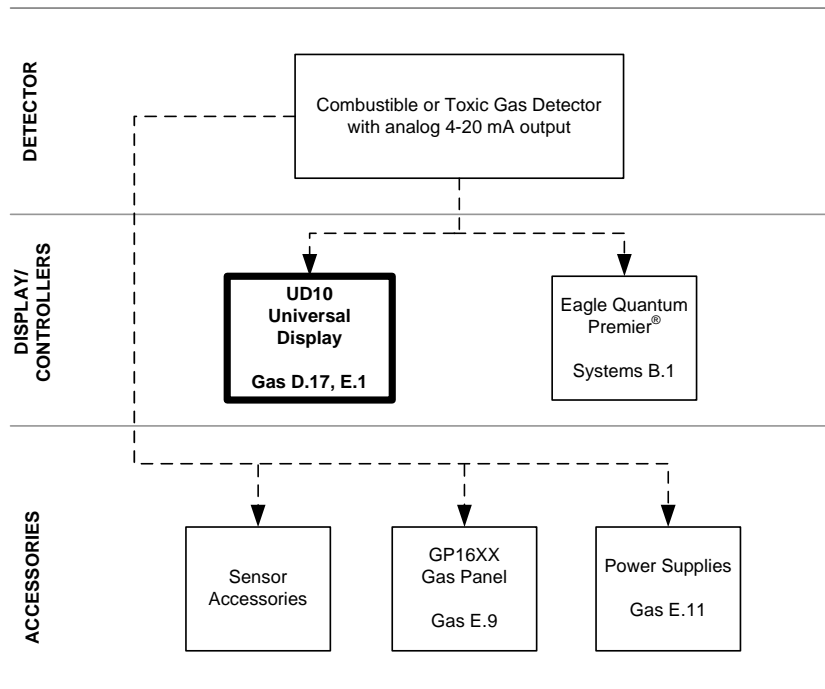 DETECTOR
Combustible or Toxic Gas Detector
with analog 4-20 mA output
DISPLAY/
CONTROLLERS
UD10
Universal
Display
Gas D.17, E.1
Eagle Quantum
Premier®
Systems B.1
ACCESSORIES
Sensor
Accessories
GP16XX
Gas Panel
Gas E.9
Power Supplies
Gas E.11